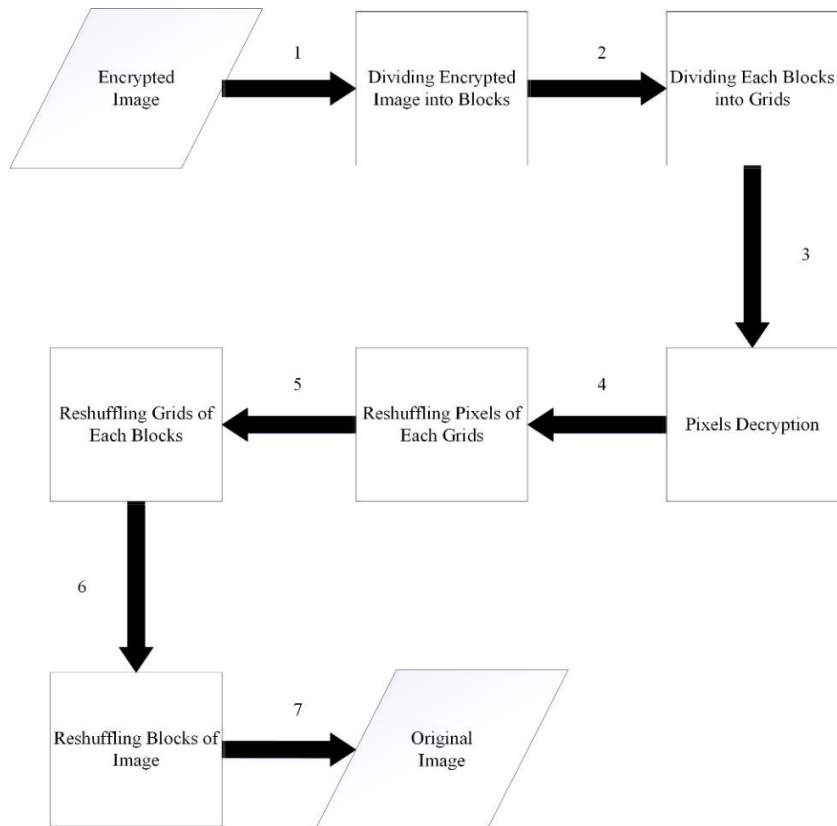 Encrypted
Image
1
Dividing Encrypted
Image into Blocks
2
Dividing Each Blocks
into Grids
3
Pixels Decryption
4
Reshuffling Pixels of
Each Grids
5
Reshuffling Grids of
Each Blocks
6
Reshuffling Blocks of
Image
7
Original
Image